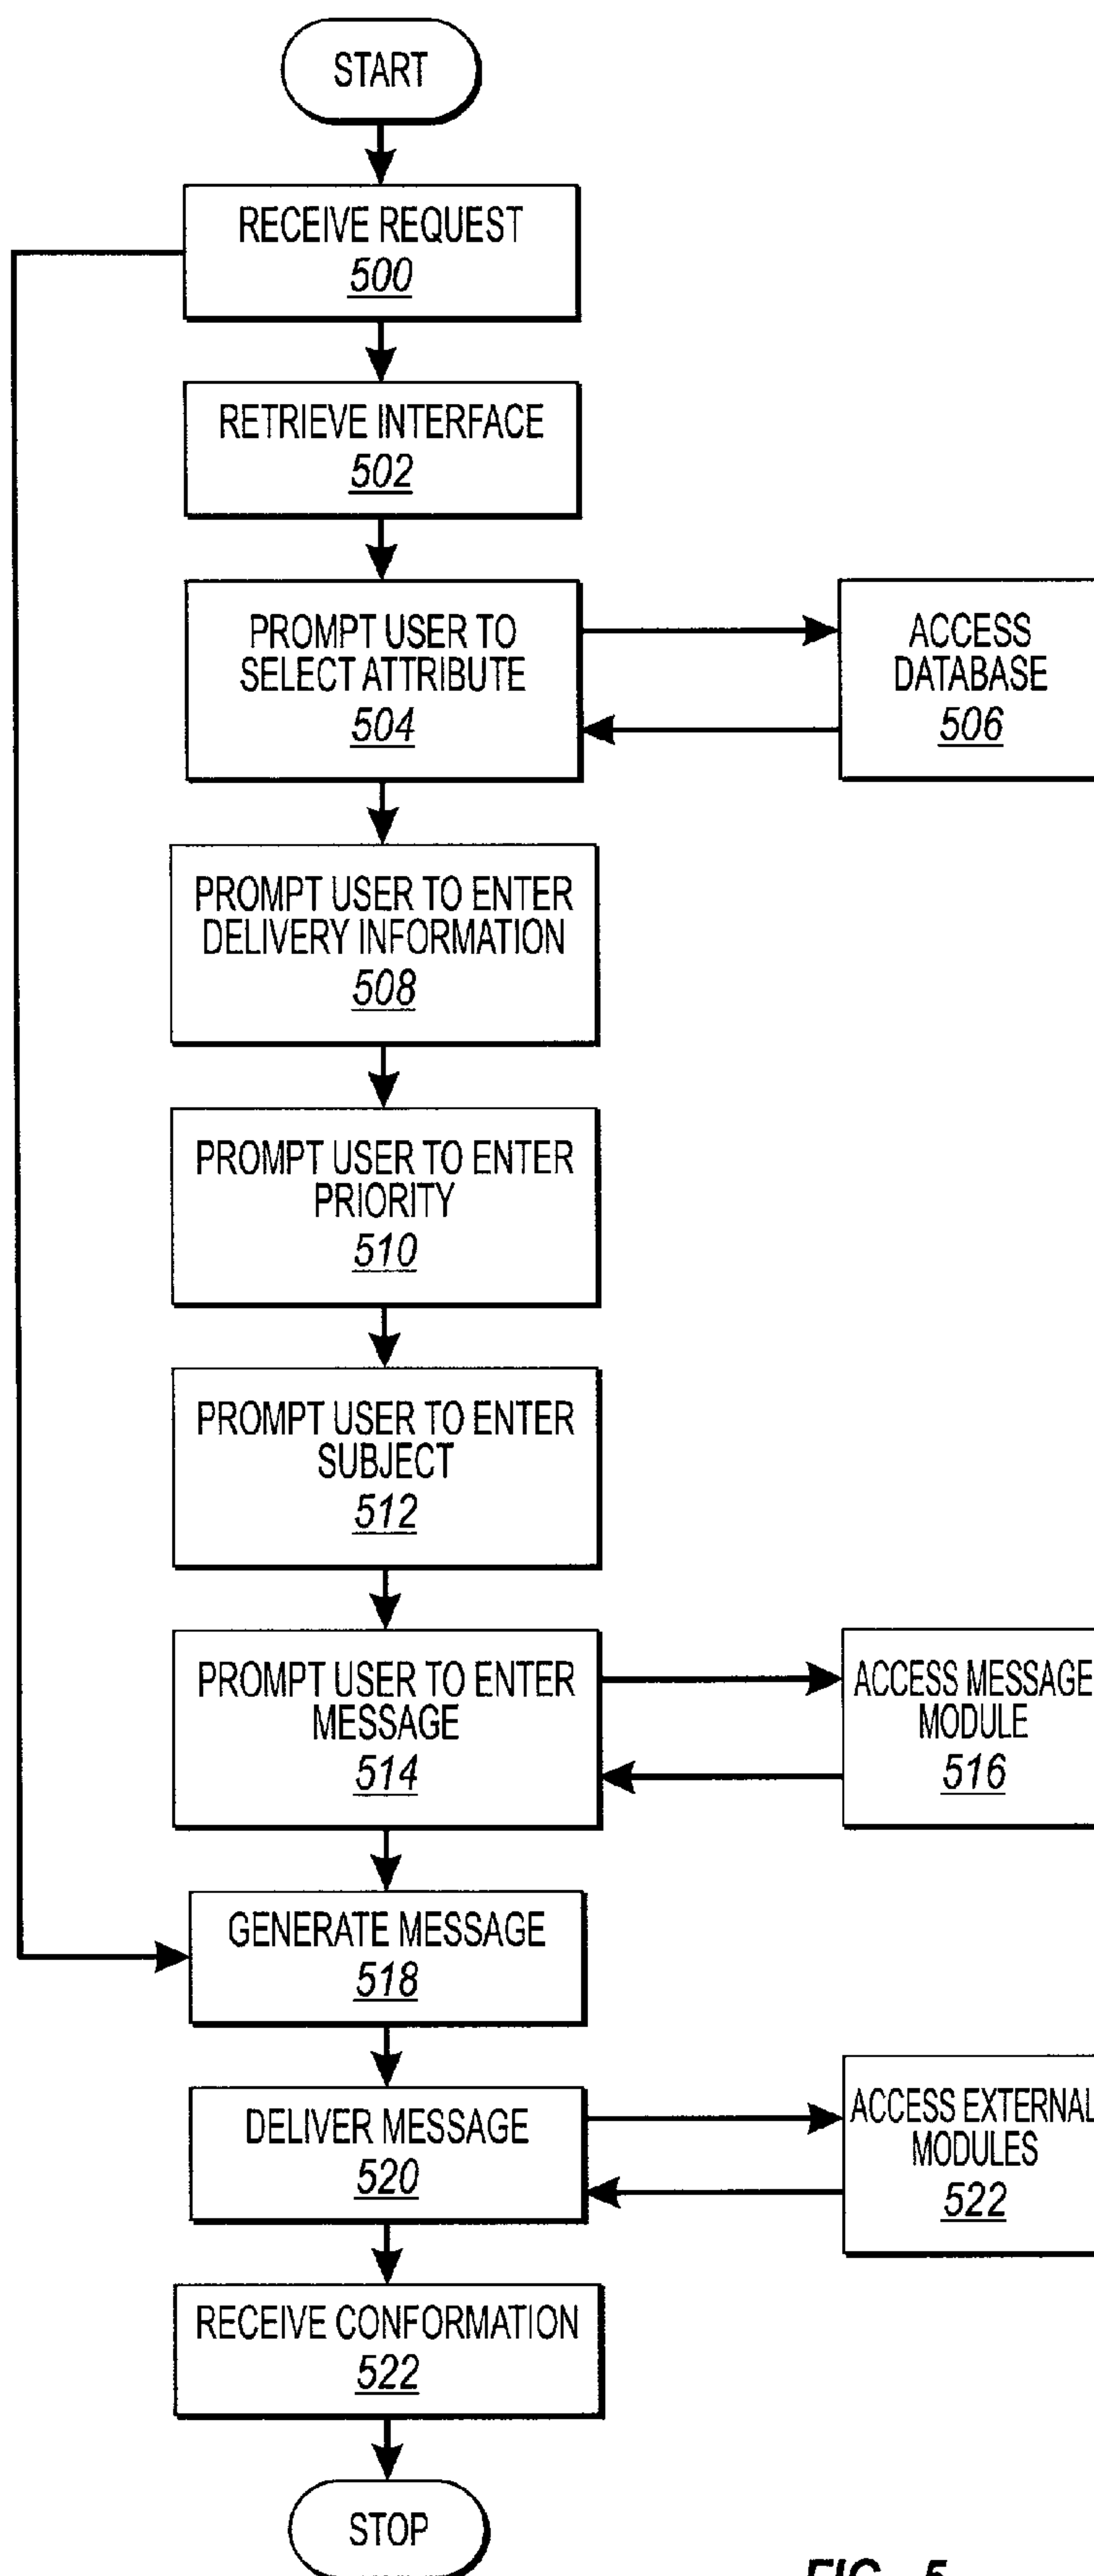 START
RECEIVE REQUEST
500
RETRIEVE INTERFACE
502
PROMPT USER TO
SELECT ATTRIBUTE
504
ACCESS
DATABASE
506
PROMPT USER TO ENTER
DELIVERY INFORMATION
508
PROMPT USER TO ENTER
PRIORITY
510
PROMPT USER TO ENTER
SUBJECT
512
PROMPT USER TO ENTER
MESSAGE
514
ACCESS MESSAGE
MODULE
516
GENERATE MESSAGE
518
DELIVER MESSAGE
520
ACCESS EXTERNAL
MODULES
522
RECEIVE CONFORMATION
522
STOP
FIG. 5